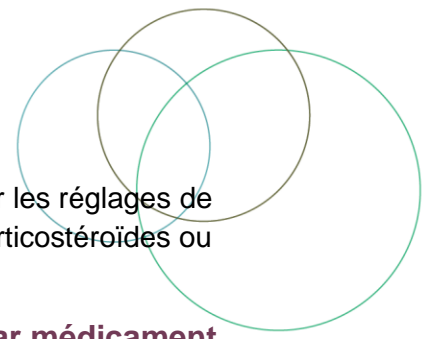 r les réglages de
rticostéroïdes ou
ar médicament